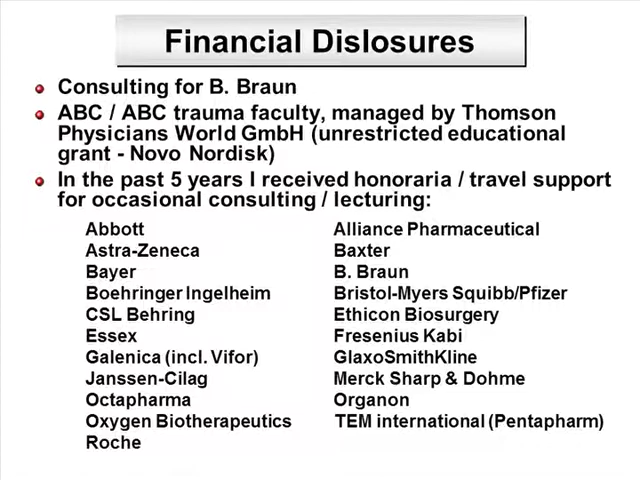 Financial Dislosures
Consulting for B. Braun
ABC / ABC trauma faculty, managed by Thomson
Physicians World GmbH (unrestricted educational
grant - Novo Nordisk)
In the past 5 years I received honoraria / travel support
for occasional consulting / lecturing:
Abbott
Astra-Zeneca
Bayer
Boehringer Ingelheim
CSL Behring
Essex
Galenica (incl. Vifor)
Janssen-Cilag
Octapharma
Oxygen Biotherapeutics
Roche
Alliance Pharmaceutical
Baxter
B. Braun
Bristol-Myers Squibb/Pfizer
Ethicon Biosurgery
Fresenius Kabi
GlaxoSmithKline
Merck Sharp & Dohme
Organon
TEM international (Pentapharm)